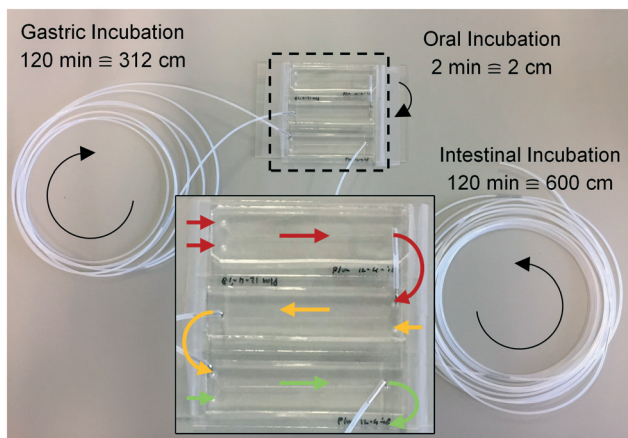 Gastric Incubation
120 min ≅ 312 cm
Oral Incubation
2 min ≅ 2 cm
Intestinal Incubation
120 min ≅ 600 cm